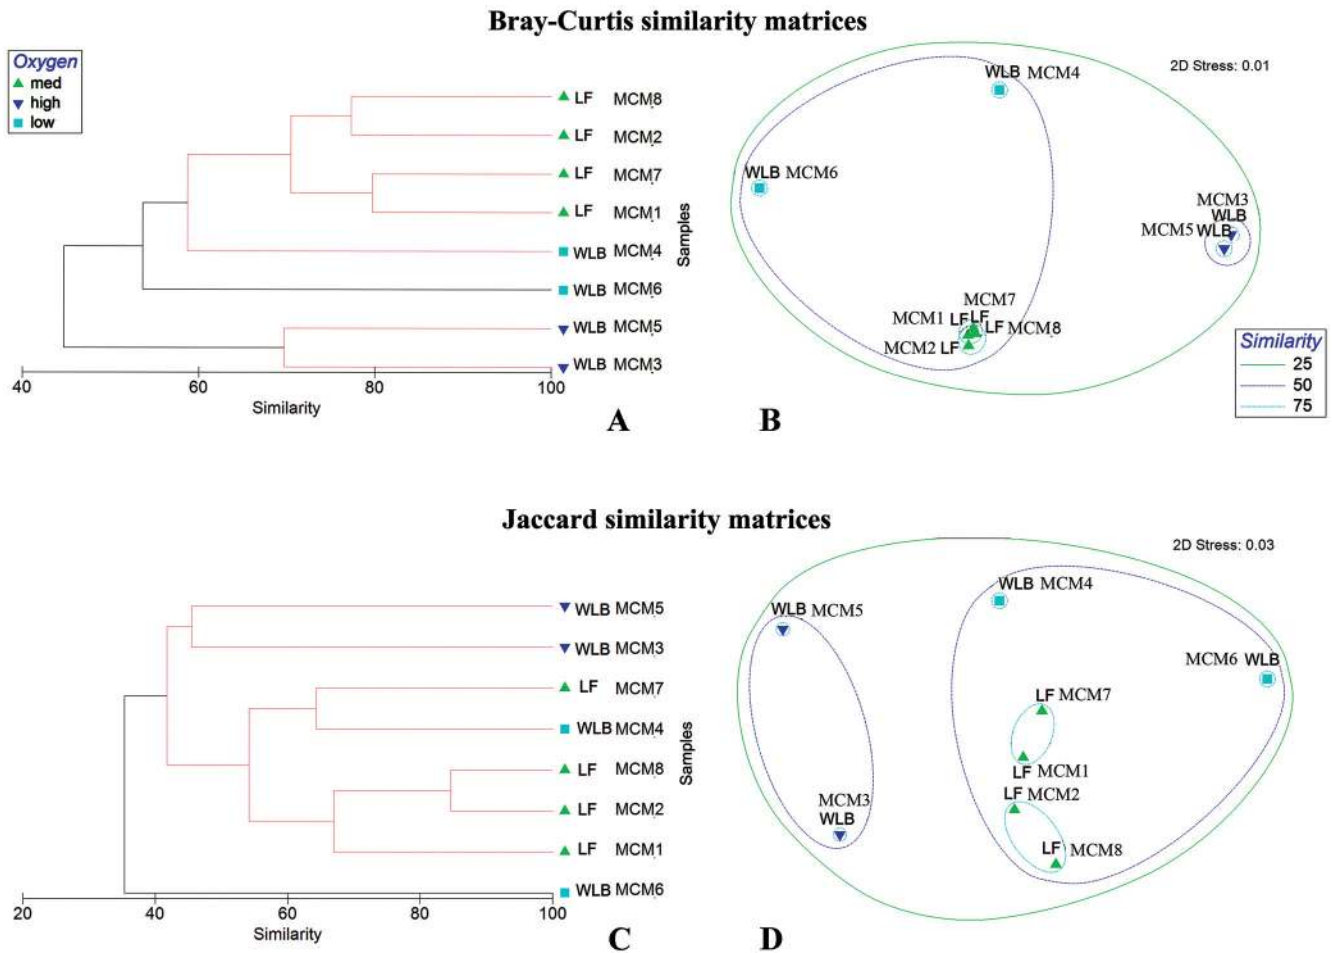 Bray-Curtis similarity matrices
Oxygen
med
high
low
LF MCM8
LF MCM2
LF MCM7
LF MCM1
WLB MCM4
WLB MCM6
WLB MCM5
WLB MCM3
Samples
40 60 80 100
Similarity
A
2D Stress: 0.01
WLB MCM4
WLB MCM6
MCM3
WLB
MCM5 WLB
MCM7
MCM1 LF LF
LF MCM8
MCM2 LF
Similarity
25
50
75
B
Jaccard similarity matrices
WLB MCM5
WLB MCM3
LF MCM7
WLB MCM4
LF MCM8
LF MCM2
LF MCM1
WLB MCM6
Samples
20 40 60 80 100
Similarity
C
2D Stress: 0.03
WLB MCM4
WLB MCM5
MCM6 WLB
LF MCM7
LF MCM1
LF MCM2
MCM3
WLB
LF MCM8
D